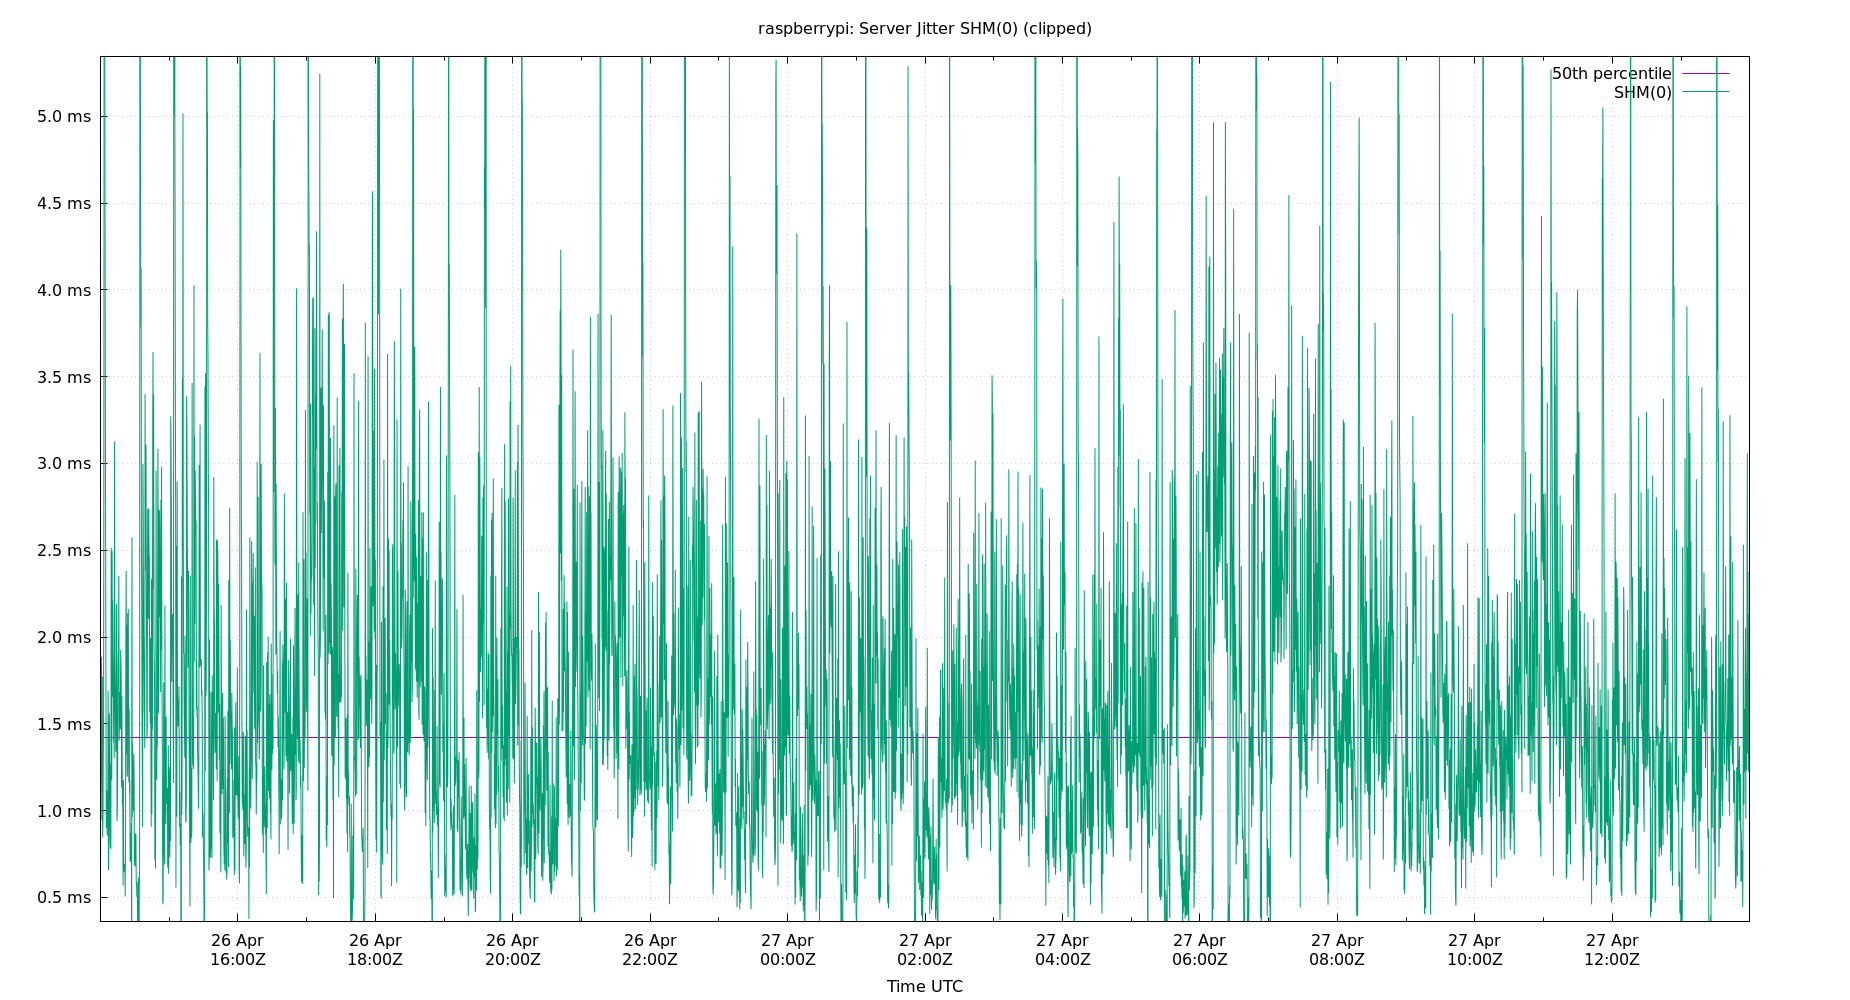 raspberrypi: Server Jitter SHM(0) (clipped)
50th percentile
SHM(0)
5.0 ms
4.5 ms
4.0 ms
3.5 ms
3.0 ms
2.5 ms
2.0 ms
1.5 ms
1.0 ms
0.5 ms
26 Apr 26 Apr 26 Apr 26 Apr 27 Apr 27 Apr 27 Apr 27 Apr 27 Apr 27 Apr 27 Apr
16:00Z 18:00Z 20:00Z 22:00Z 00:00Z 02:00Z 04:00Z 06:00Z 08:00Z 10:00Z 12:00Z
Time UTC